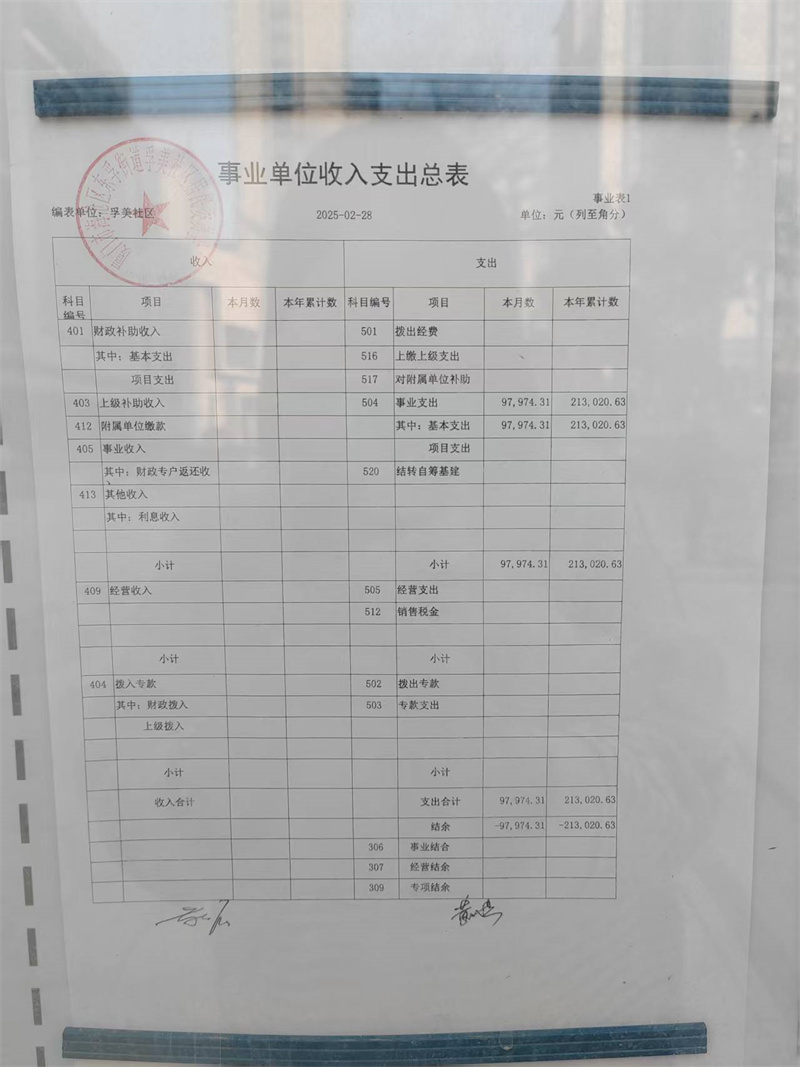 事业单位收入支出总表
事业表1
编表单位：孚美社区 2025-02-28 单位：元（列至角分）
收入 支出
科目编号 项目 本月数 本年累计数 科目编号 项目 本月数 本年累计数
401 财政补助收入 501 拨出经费
其中：基本支出 516 上缴上级支出
项目支出 517 对附属单位补助
403 上级补助收入 504 事业支出 97,974.31 213,020.63
412 附属单位缴款 其中：基本支出 97,974.31 213,020.63
405 事业收入 项目支出
其中：财政专户返还收 520 结转自筹基建
413 其他收入
其中：利息收入
小计 小计 97,974.31 213,020.63
409 经营收入 505 经营支出
512 销售税金
小计 小计
404 拨入专款 502 拨出专款
其中：财政拨入 503 专款支出
上级拨入
小计 小计
收入合计 支出合计 97,974.31 213,020.63
结余 -97,974.31 -213,020.63
306 事业结合
307 经营结余
309 专项结余